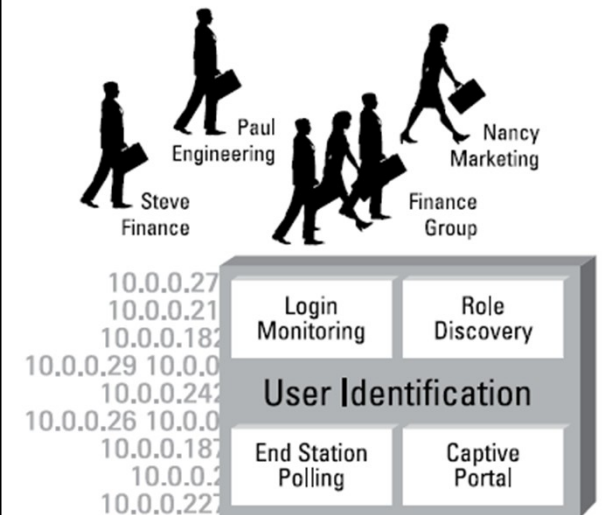 Paul
Engineering
Nancy
Marketing
Steve
Finance
Finance
Group
10.0.0.27
10.0.0.21
10.0.0.182
10.0.0.29 10.0.0
10.0.0.242
10.0.0.26 10.0.0
10.0.0.187
10.0.0.2
10.0.0.227
Login
Monitoring
Role
Discovery
User Identification
End Station
Polling
Captive
Portal